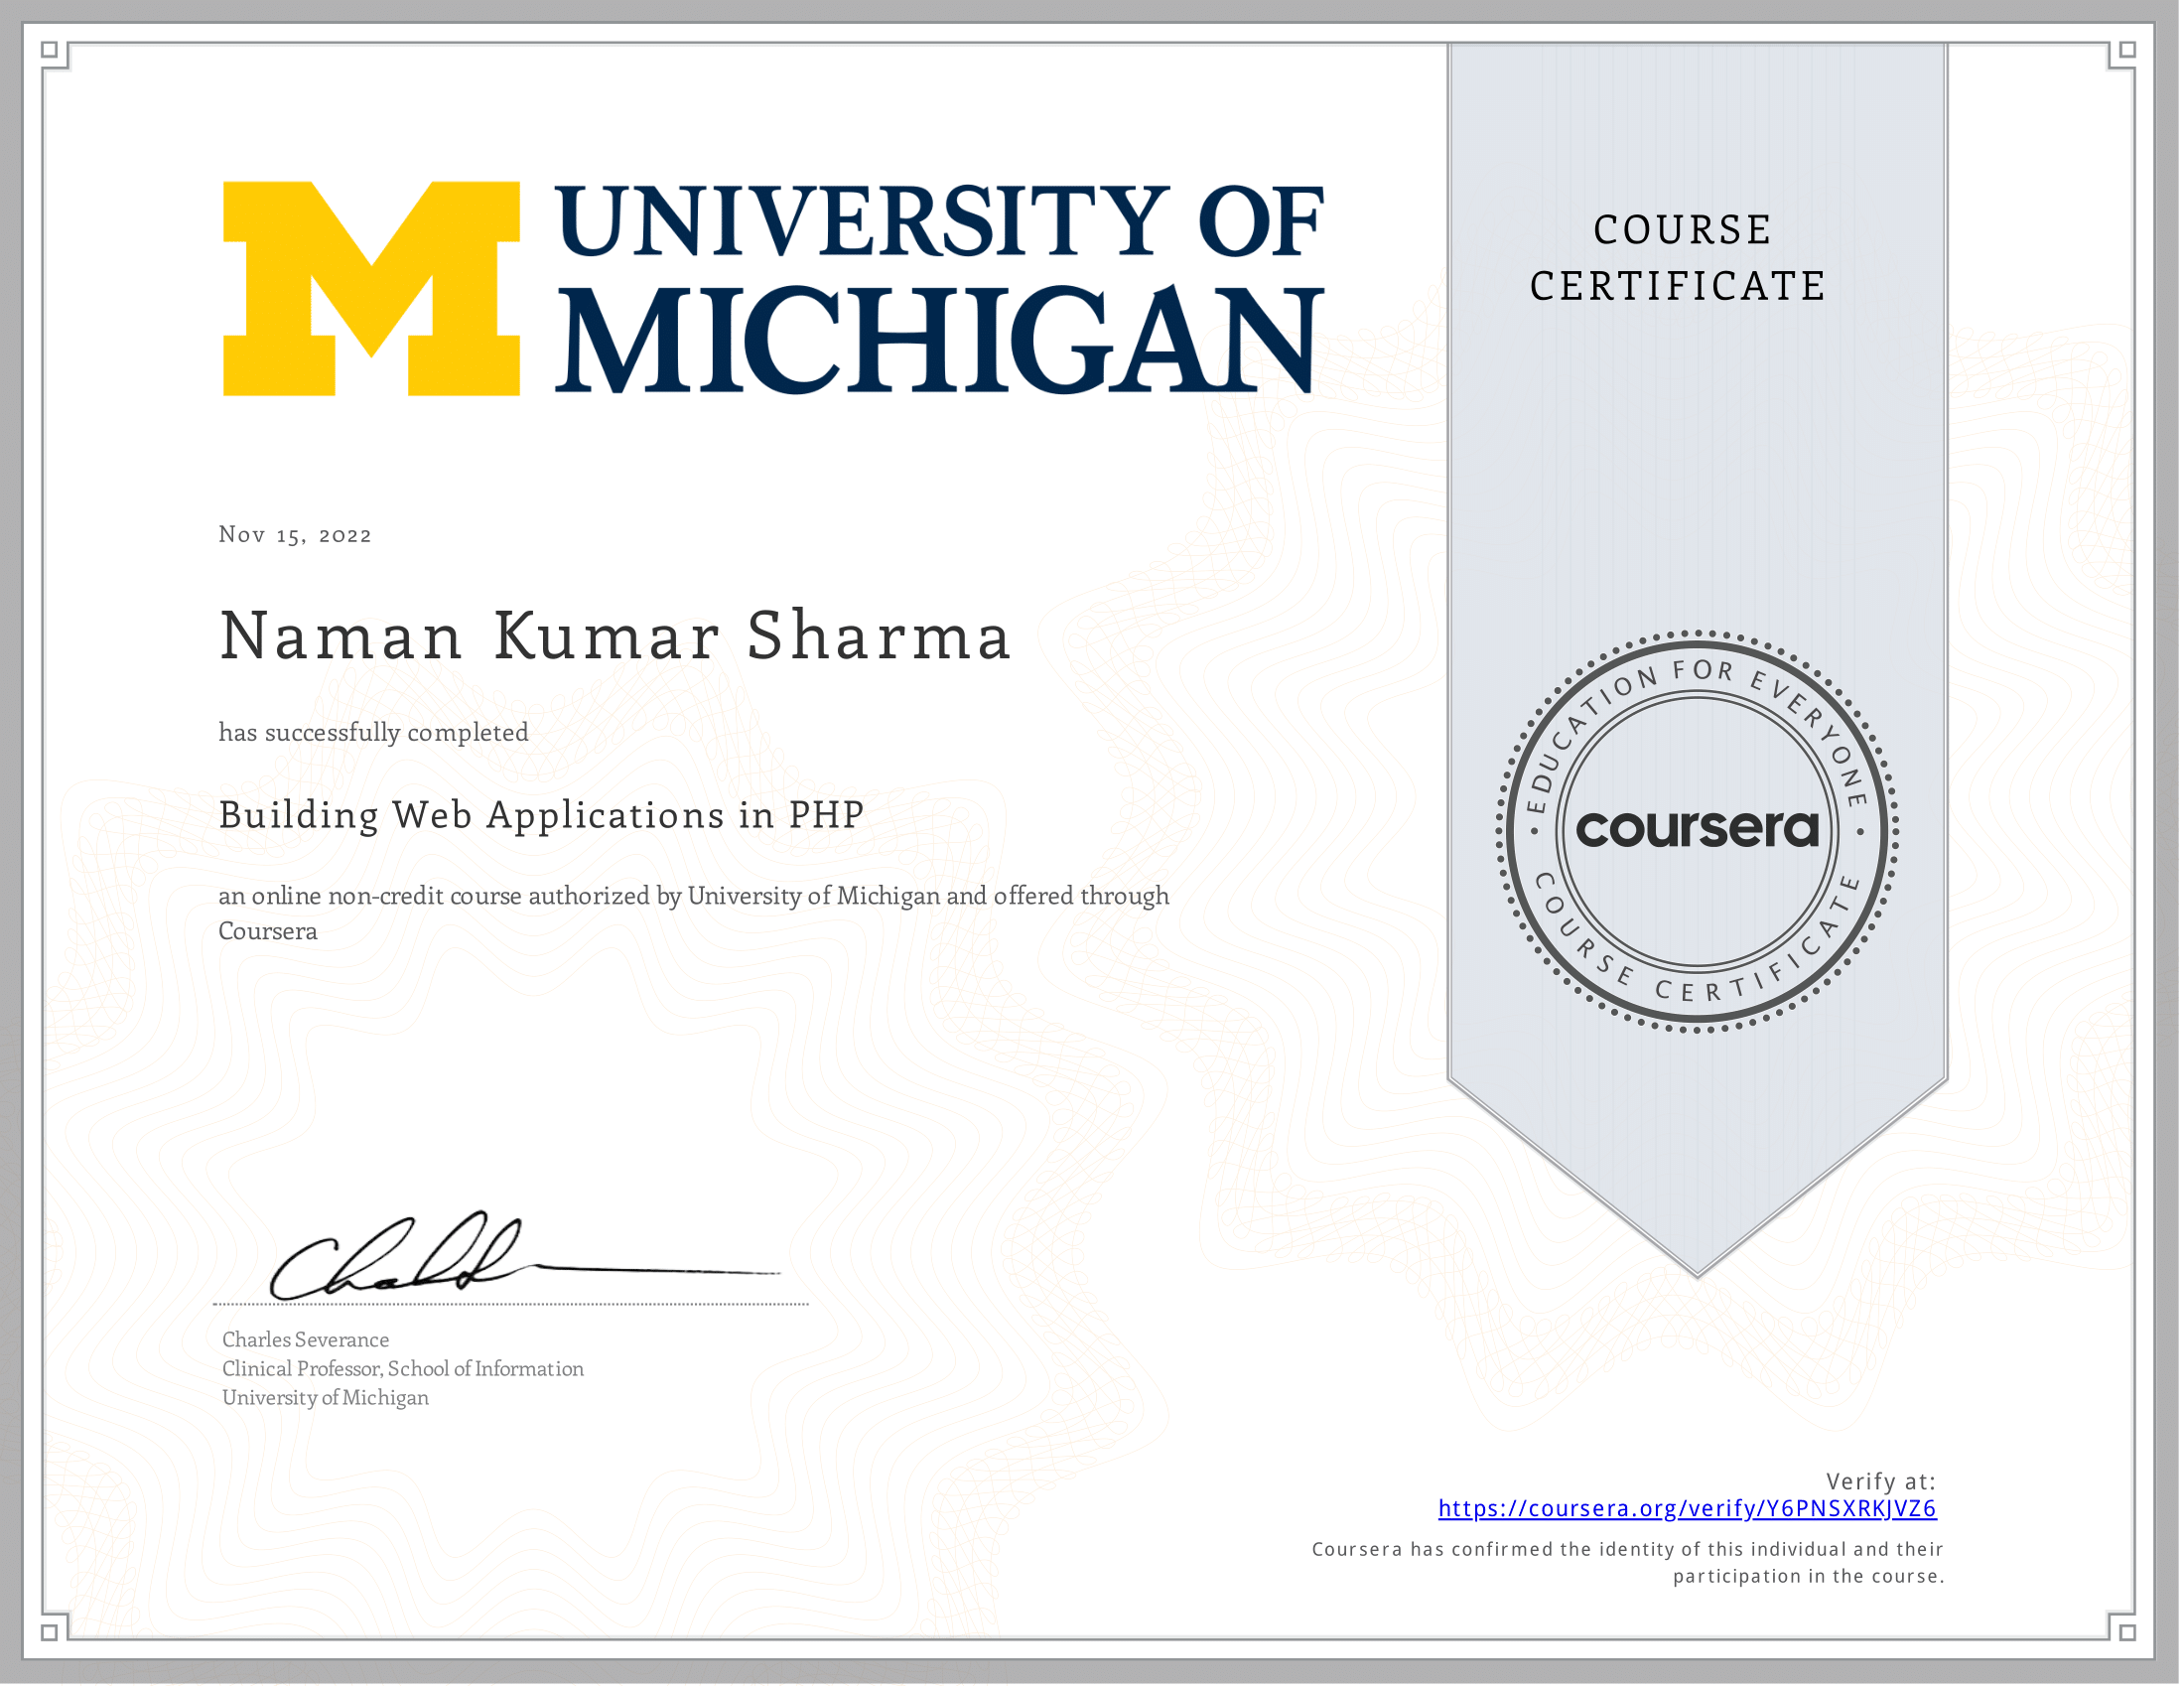 UNIVERSITY OF
MICHIGAN
COURSE
CERTIFICATE
Nov 15, 2022
Naman Kumar Sharma
has successfully completed
Building Web Applications in PHP
an online non-credit course authorized by University of Michigan and offered through
Coursera
EDUCATION FOR EVERYONE
coursera
COURSE CERTIFICATE
Charles Severance
Clinical Professor, School of Information
University of Michigan
Verify at:
https://coursera.org/verify/Y6PNSXRKJVZ6
Coursera has confirmed the identity of this individual and their
participation in the course.